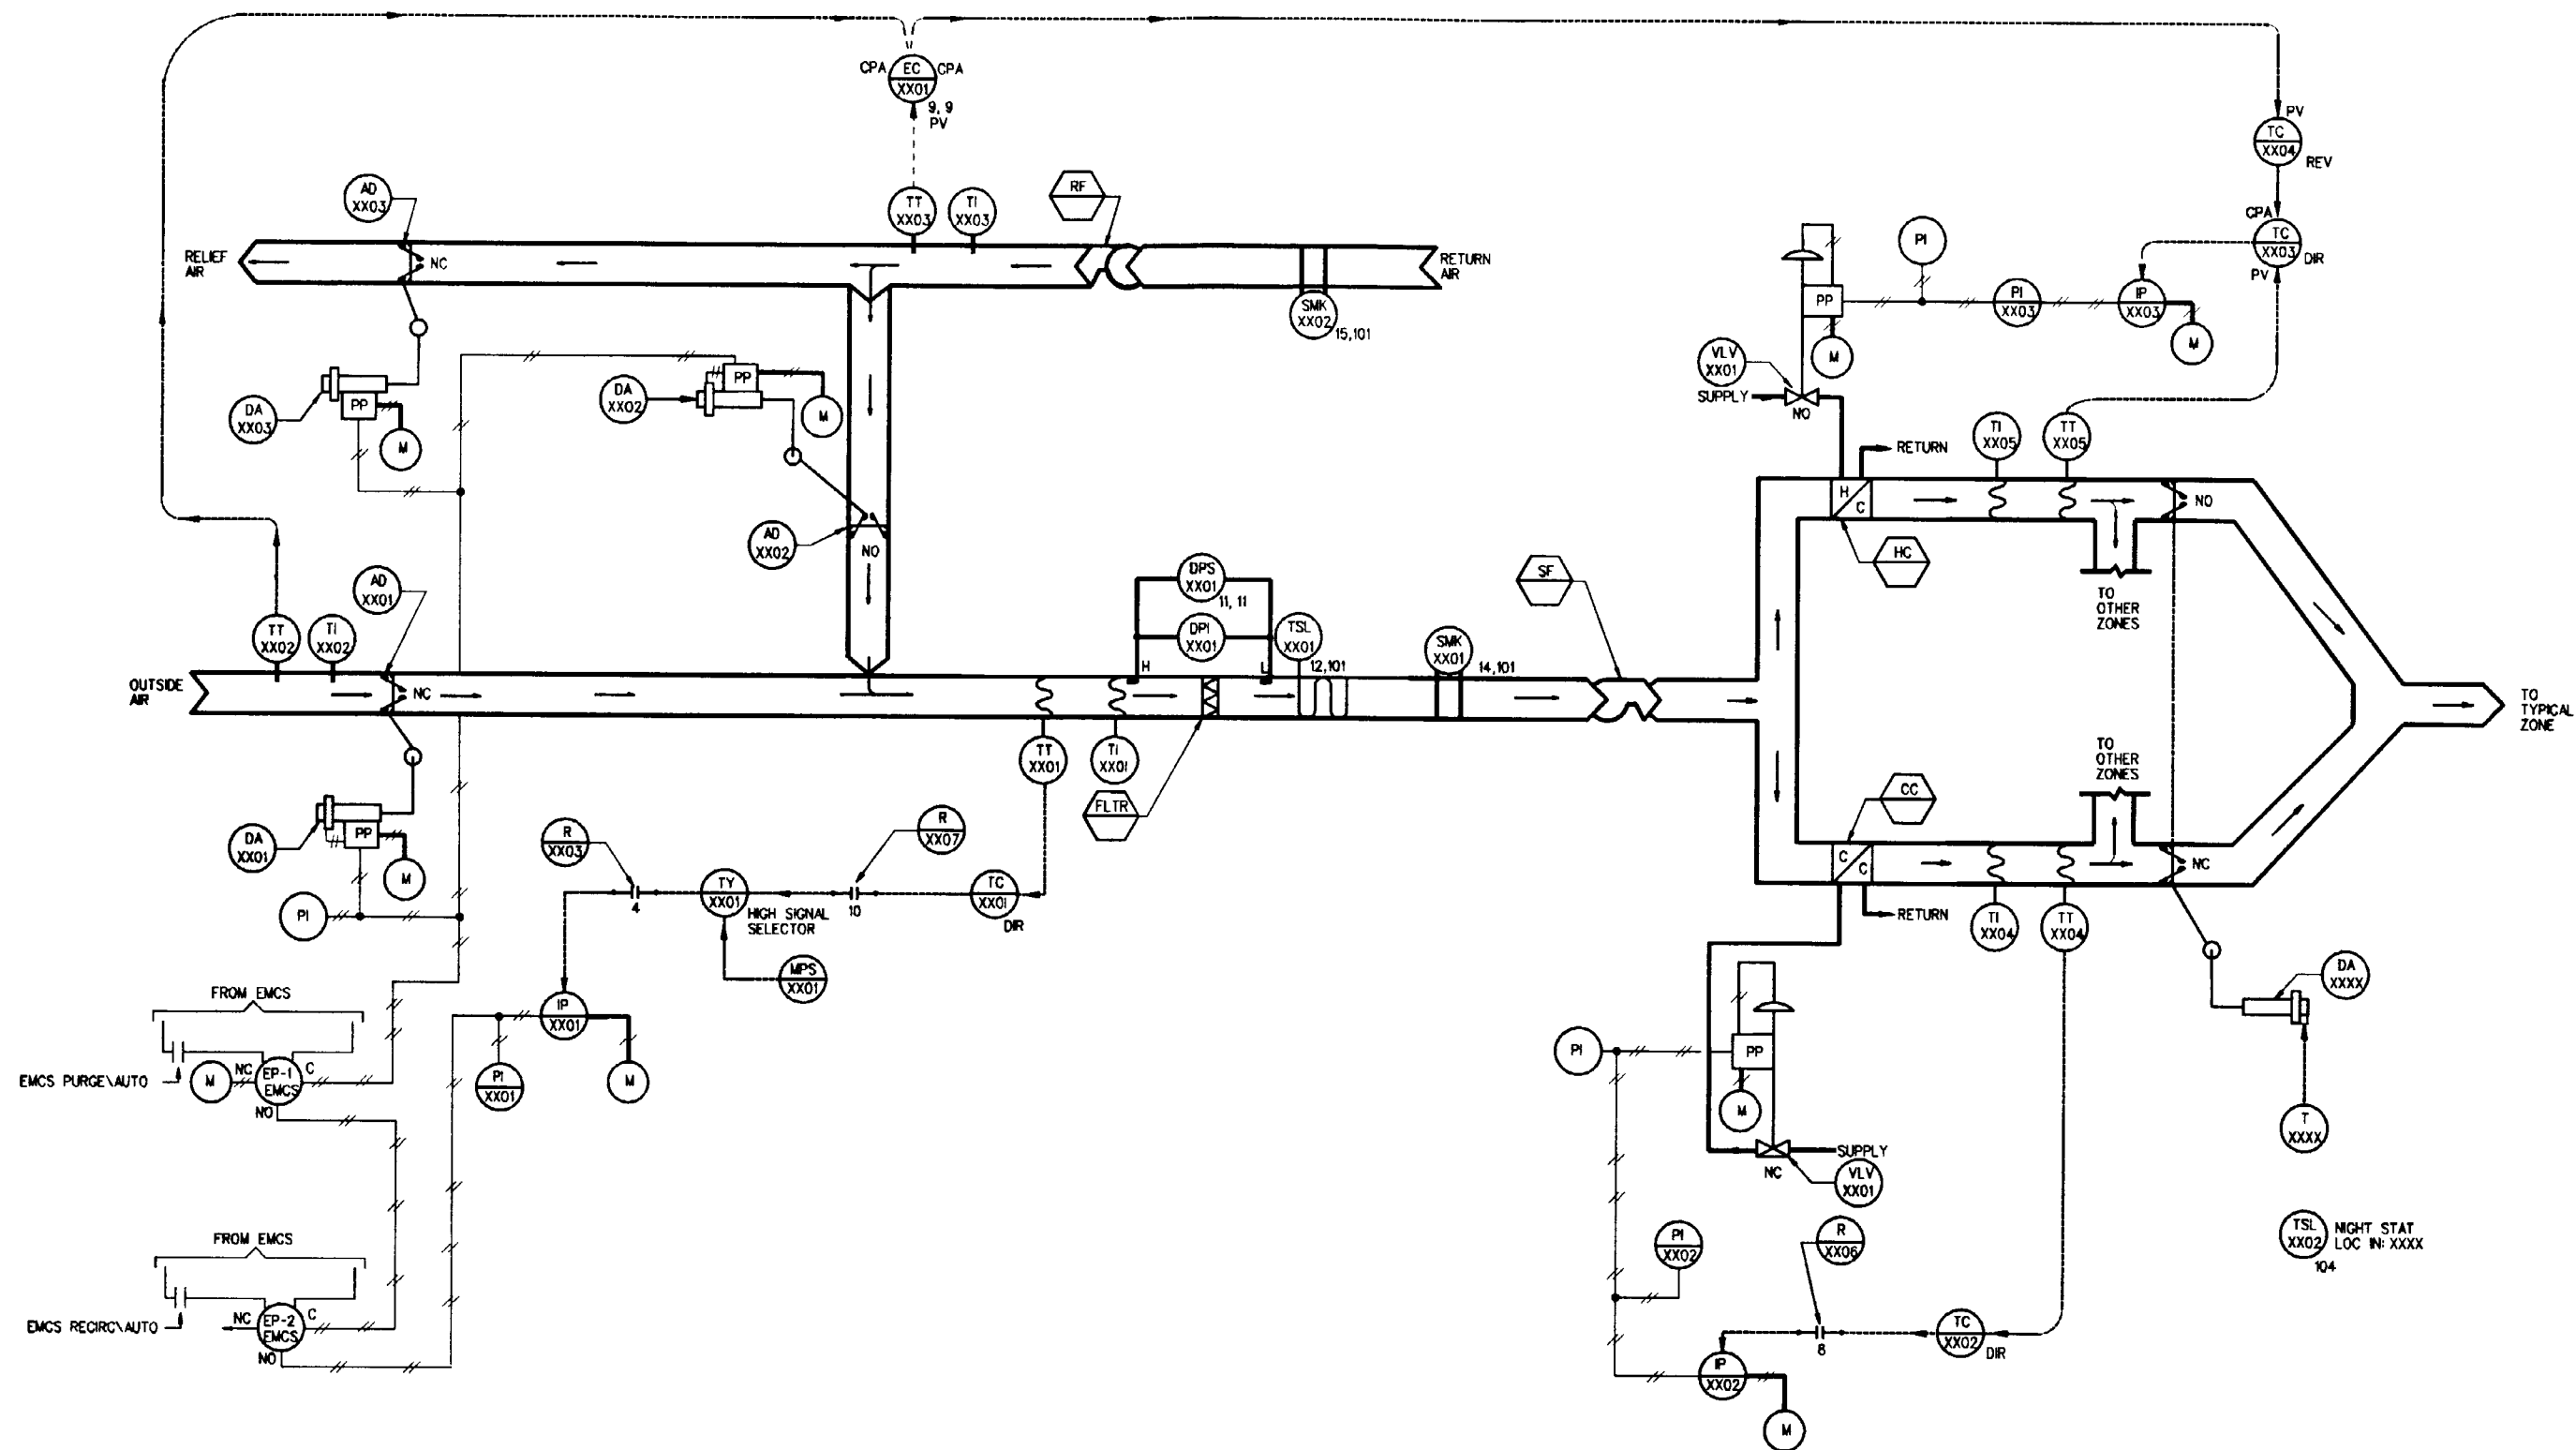 CPA
EC
XX01
CPA
9, 9
PV
PV
TC
XX04
REV
CPA
TC
XX03
DIR
PV
AD
XX03
TT
XX03
TI
XX03
RF
RELIEF
AIR
NC
RETURN
AIR
SMK
XX02
15,101
PI
PP
PI
XX03
IP
XX03
M
M
VLV
XX01
SUPPLY
NO
DA
XX03
PP
M
DA
XX02
PP
M
TI
XX05
TT
XX05
RETURN
H
C
NO
HC
AD
XX02
NO
TO
OTHER
ZONES
AD
XX01
DPS
XX01
11, 11
SF
TT
XX02
TI
XX02
DPI
XX01
TSL
XX01
SMK
XX01
H
L
12,101
14,101
OUTSIDE
AIR
NC
TO
TYPICAL
ZONE
TT
XX01
TI
XX01
TO
OTHER
ZONES
FLTR
CC
DA
XX01
PP
M
R
XX03
R
XX07
C
C
NC
TY
XX01
TC
XX01
4
10
HIGH SIGNAL
SELECTOR
DIR
PI
RETURN
TI
XX04
TT
XX04
MPS
XX01
DA
XXXX
FROM EMCS
IP
XX01
PI
PP
EMCS PURGE\AUTO
M
NC
EP-1
EMCS
C
NO
PI
XX01
M
M
T
XXXX
SUPPLY
NC
VLV
XX01
FROM EMCS
PI
XX02
R
XX06
TSL
XX02
NIGHT STAT
LOC IN: XXXX
104
EMCS RECIRC\AUTO
NC
EP-2
EMCS
C
NO
8
TC
XX02
DIR
IP
XX02
M